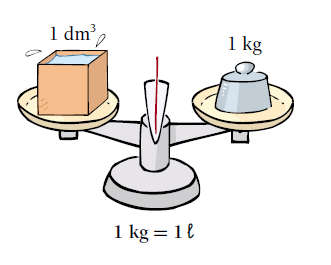 1 dm³
1 kg
1 kg = 1 ℓ